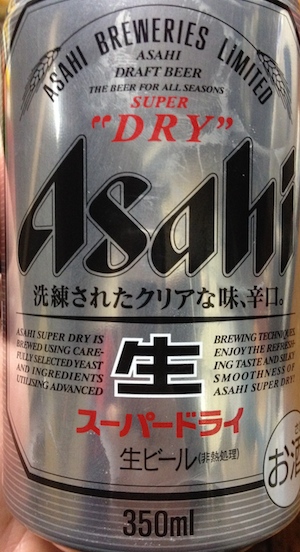 ASAHI BREWERIES LiMITED
ASAHI
DRAFT BEER
THE BEER FOR ALL SEASONS
SUPER
"DRY"
Asahi
洗練されたクリアな味、辛口。
ASAHI SUPER DRY IS
BREWED USING CARE-
FULLY SELECTED YEAST
AND INGREDIENTS
UTILISING ADVANCED
生
BREWING TECHNIQUES.
ENJOY THE REFRESH-
ING TASTE AND SILKY
SMOOTHNESS OF
ASAHI SUPER DRY.
スーパードライ
生ビール(非熱処理)
お酒
350ml